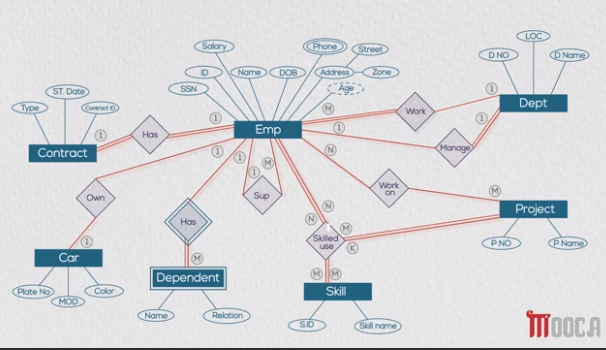 Salary
Phone
Street
LOC
ID
Name
DOB
Address
Zone
D NO
D Name
SSN
Age
ST. Date
Type
Contract ID
1
M
1
Work
Dept
Has
1
Emp
1
1
Contract
1
Manage
1
1
M
N
1
Own
Sup
Work
on
M
Has
N
Project
N
M
Skilled
use
K
1
M
P NO
P Name
Car
M
M
Dependent
Plate No
MOD
Color
Skill
Name
Relation
S.ID
Skill name
MOOCA